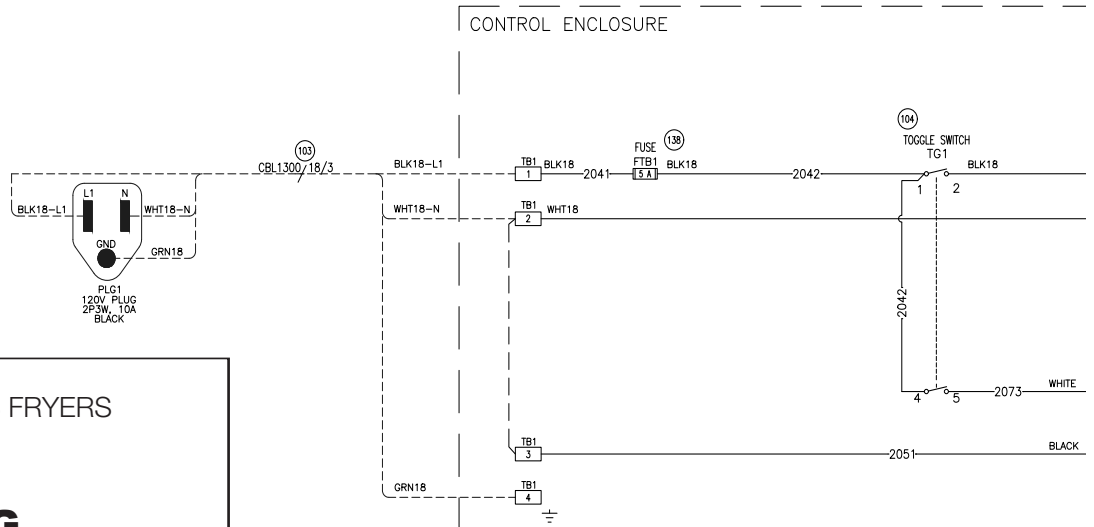 CONTROL ENCLOSURE
103
CBL1300/18/3
BLK18-L1
TB1
1
BLK18
2041
FUSE
138
FTB1
5 A
BLK18
2042
104
TOGGLE SWITCH
TG1
1
2
BLK18
L1
N
BLK18-L1
WHT18-N
GND
GRN18
PLG1
120V PLUG
2P3W, 10A
BLACK
WHT18-N
TB1
2
WHT18
2042
4
5
2073
WHITE
TB1
3
2051
BLACK
GRN18
TB1
4
FRYERS